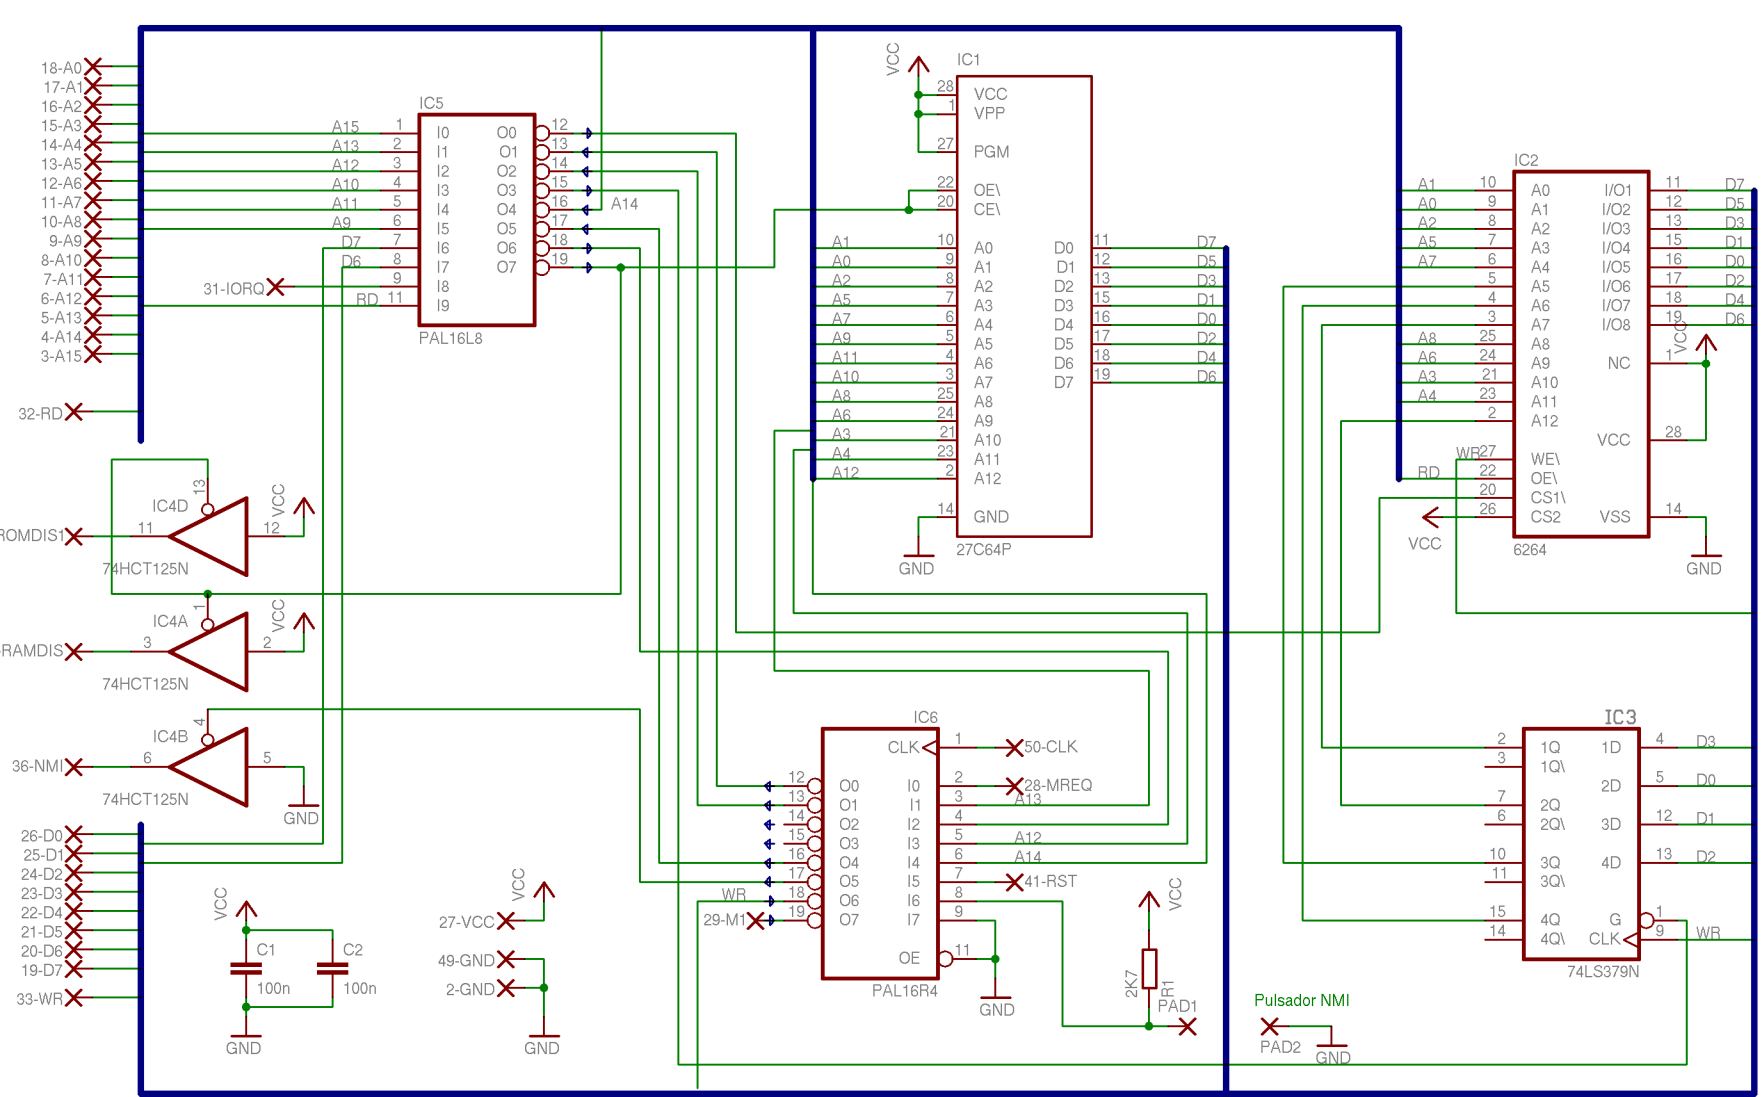 18-A0
17-A1
16-A2
15-A3
14-A4
13-A5
12-A6
11-A7
10-A8
9-A9
8-A10
7-A11
6-A12
5-A13
4-A14
3-A15
32-RD
IC5
A15 1 I0 O0 12
A13 2 I1 O1 13
A12 3 I2 O2 14
A10 4 I3 O3 15
A11 5 I4 O4 16 A14
A9 6 I5 O5 17
D7 7 I6 O6 18
D6 8 I7 O7 19
31-IORQ 9 I8
RD 11 I9
PAL16L8
IC1
VCC
28 VCC
1 VPP
27 PGM
22 OE\
20 CE\
A1 10 A0 D0 11 D7
A0 9 A1 D1 12 D5
A2 8 A2 D2 13 D3
A5 7 A3 D3 15 D1
A7 6 A4 D4 16 D0
A9 5 A5 D5 17 D2
A11 4 A6 D6 18 D4
A10 3 A7 D7 19 D6
A8 25 A8
A6 24 A9
A3 21 A10
A4 23 A11
A12 2 A12
14 GND
GND
27C64P
IC2
A1 10 A0 I/O1 11 D7
A0 9 A1 I/O2 12 D5
A2 8 A2 I/O3 13 D3
A5 7 A3 I/O4 15 D1
A7 6 A4 I/O5 16 D0
5 A5 I/O6 17 D2
4 A6 I/O7 18 D4
3 A7 I/O8 19 D6
VCC
A8 25 A8
A6 24 A9 NC 1
A3 21 A10
A4 23 A11
2 A12 VCC 28
WR 27 WE\
RD 22 OE\
20 CS1\
26 CS2 VSS 14
VCC
GND
6264
IC4D
13
VCC
ROMDIS1 11 12
74HCT125N
IC4A
1
VCC
RAMDIS 3 2
74HCT125N
IC4B
4
36-NMI 6 5
74HCT125N
GND
26-D0
25-D1
24-D2
23-D3
22-D4
21-D5
20-D6
19-D7
33-WR
VCC
C1 C2
100n 100n
GND
VCC
27-VCC
49-GND
2-GND
GND
IC6
CLK 1 50-CLK
12 O0 I0 2 28-MREQ
13 O1 I1 3 A13
14 O2 I2 4
15 O3 I3 5 A12
16 O4 I4 6 A14
17 O5 I5 7 41-RST
WR 18 O6 I6 8
29-M1 19 O7 I7 9
OE 11
PAL16R4
GND
VCC
2K7
R1
PAD1
Pulsador NMI
PAD2
GND
IC3
2 1Q 1D 4 D3
3 1Q\
2D 5 D0
7 2Q
6 2Q\ 3D 12 D1
10 3Q 4D 13 D2
11 3Q\
15 4Q G 1
14 4Q\ CLK 9 WR
74LS379N